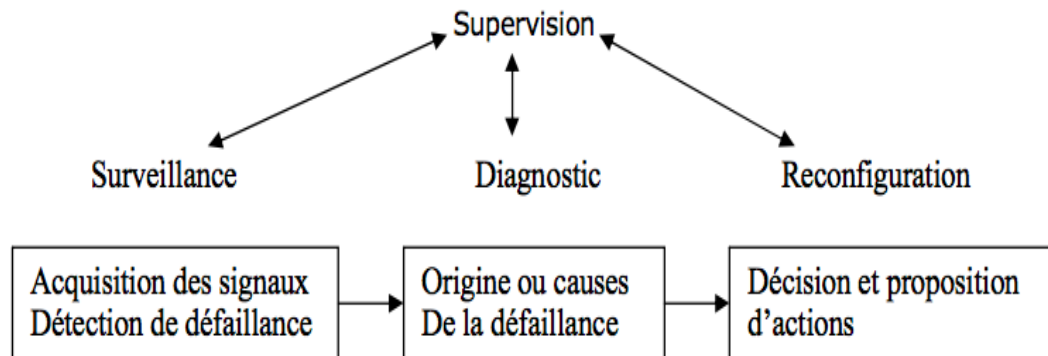 Supervision
Surveillance
Diagnostic
Reconfiguration
Acquisition des signaux
Détection de défaillance
Origine ou causes
De la défaillance
Décision et proposition
d'actions